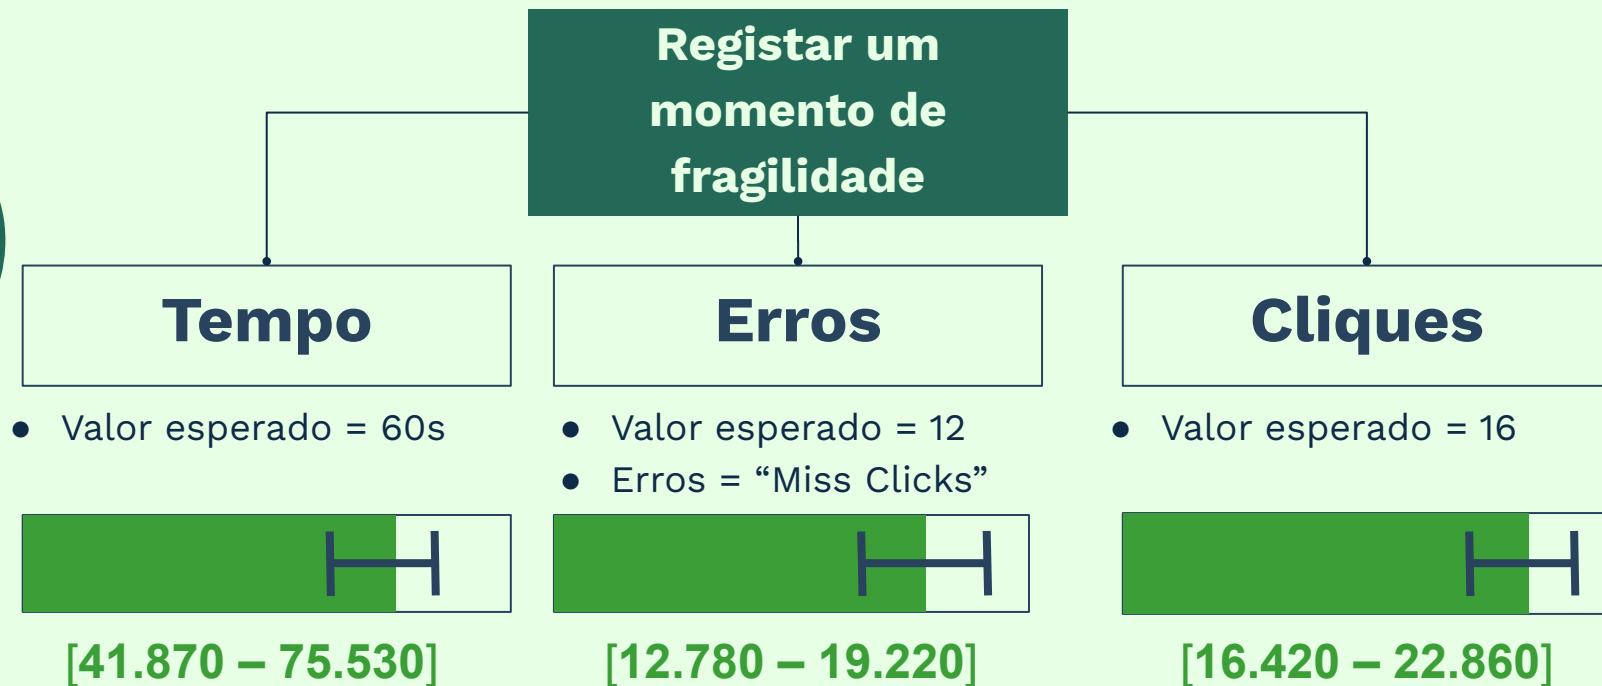 Registar um
momento de
fragilidade
Tempo
Erros
Cliques
● Valor esperado = 60s
● Valor esperado = 12
● Erros = “Miss Clicks”
● Valor esperado = 16
[41.870 – 75.530]
[12.780 – 19.220]
[16.420 – 22.860]